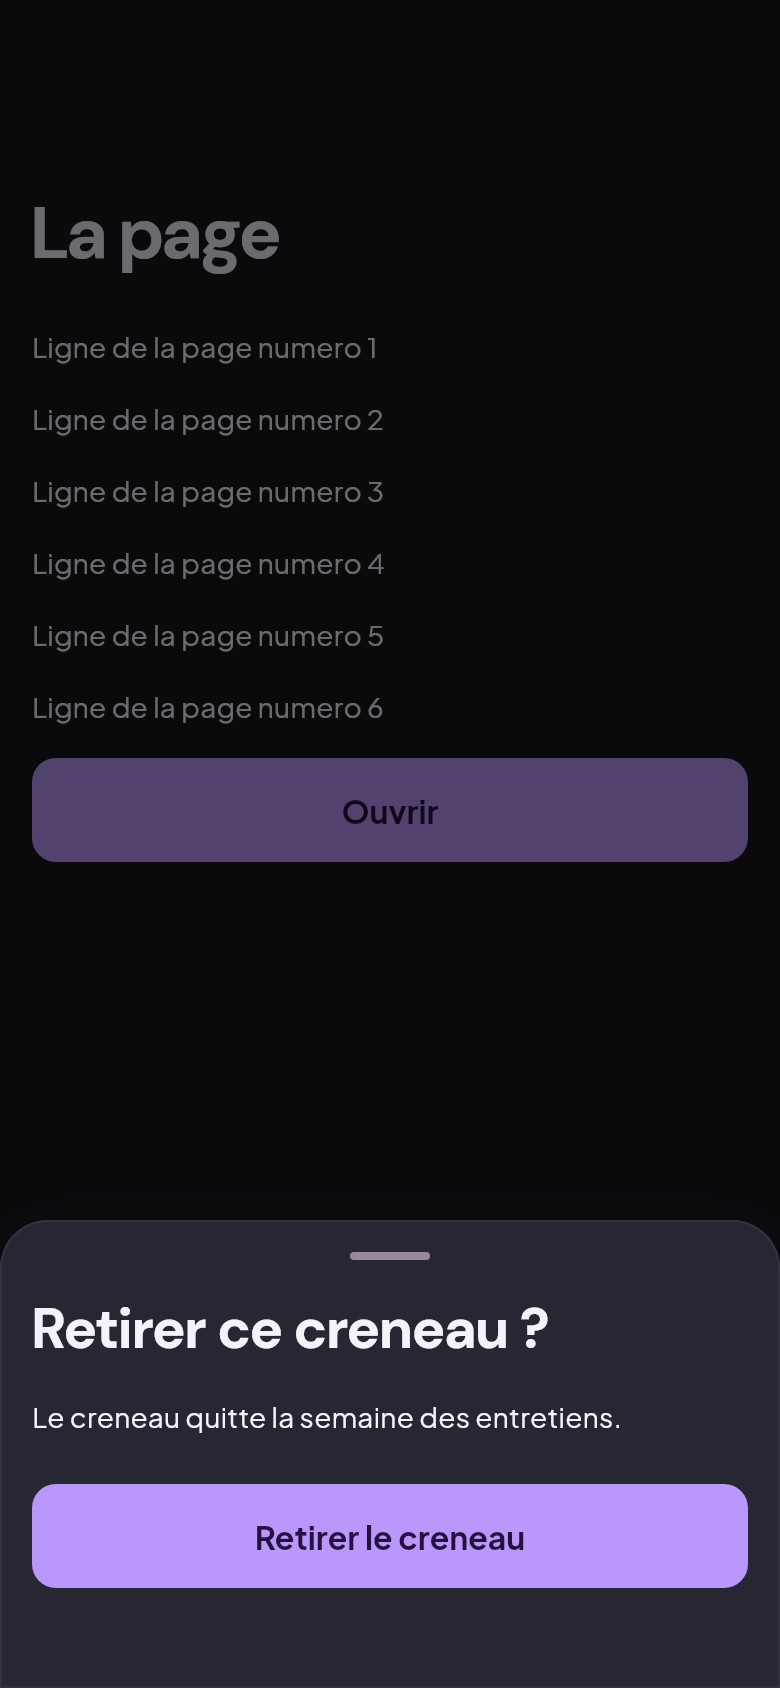 La page
Ligne de la page numero 1
Ligne de la page numero 2
Ligne de la page numero 3
Ligne de la page numero 4
Ligne de la page numero 5
Ligne de la page numero 6
Ouvrir
Retirer ce creneau ?
Le creneau quitte la semaine des entretiens.
Retirer le creneau